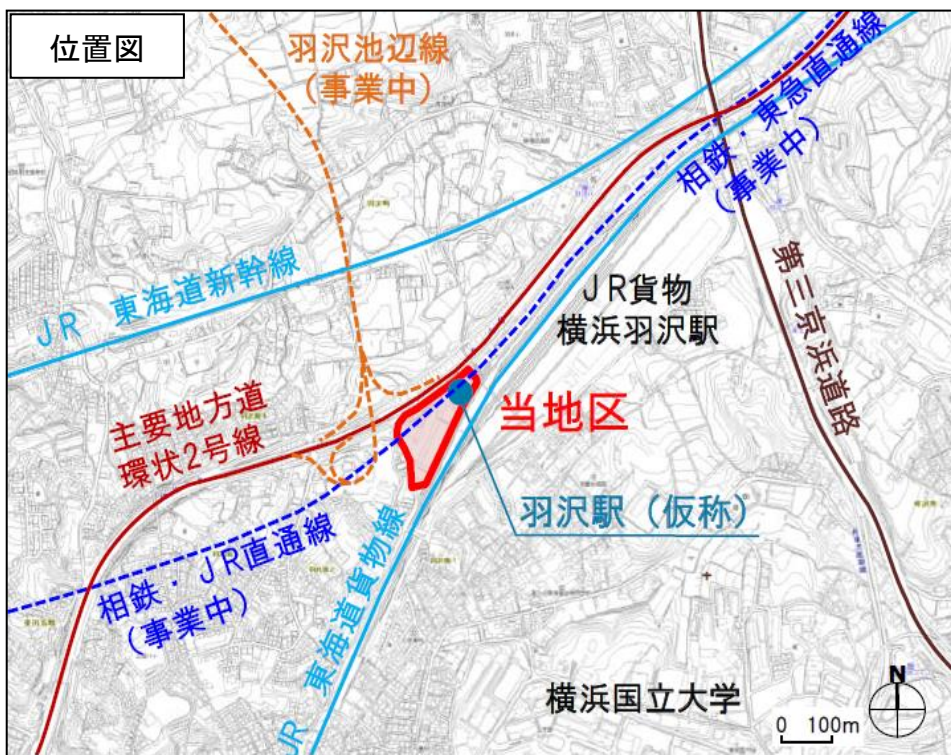 位置図
羽沢池辺線
（事業中）
相鉄・東急直通線
（事業中）
JR 東海道新幹線
JR貨物
横浜羽沢駅
第三京浜道路
主要地方道
環状2号線
当地区
羽沢駅（仮称）
相鉄・JR直通線
（事業中）
JR 東海道貨物線
横浜国立大学
N
0 100m